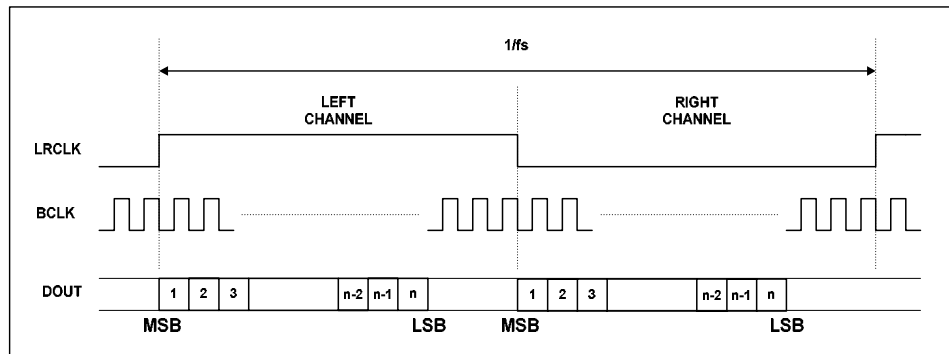 1/fs
LEFT
CHANNEL
RIGHT
CHANNEL
LRCLK
BCLK
DOUT
1 2 3 n-2 n-1 n 1 2 3 n-2 n-1 n
MSB LSB MSB LSB